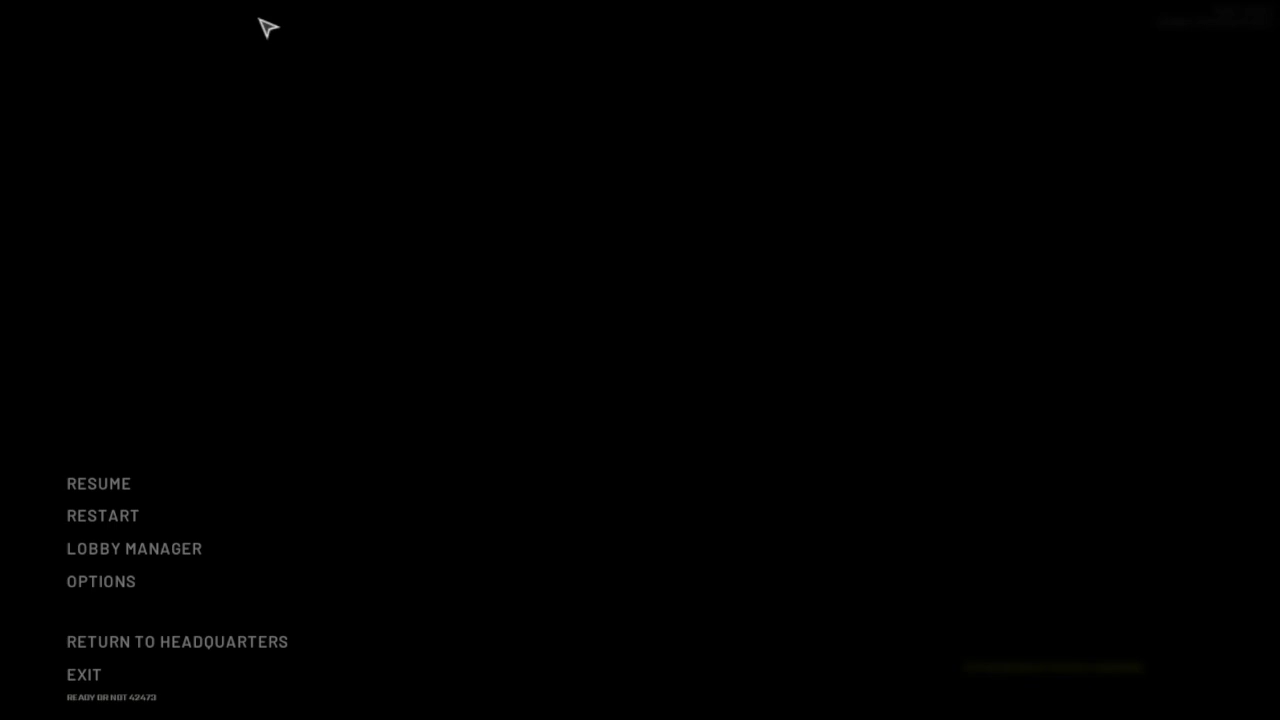 RESUME
RESTART
LOBBY MANAGER
OPTIONS
RETURN TO HEADQUARTERS
EXIT
READY OR NOT 42473